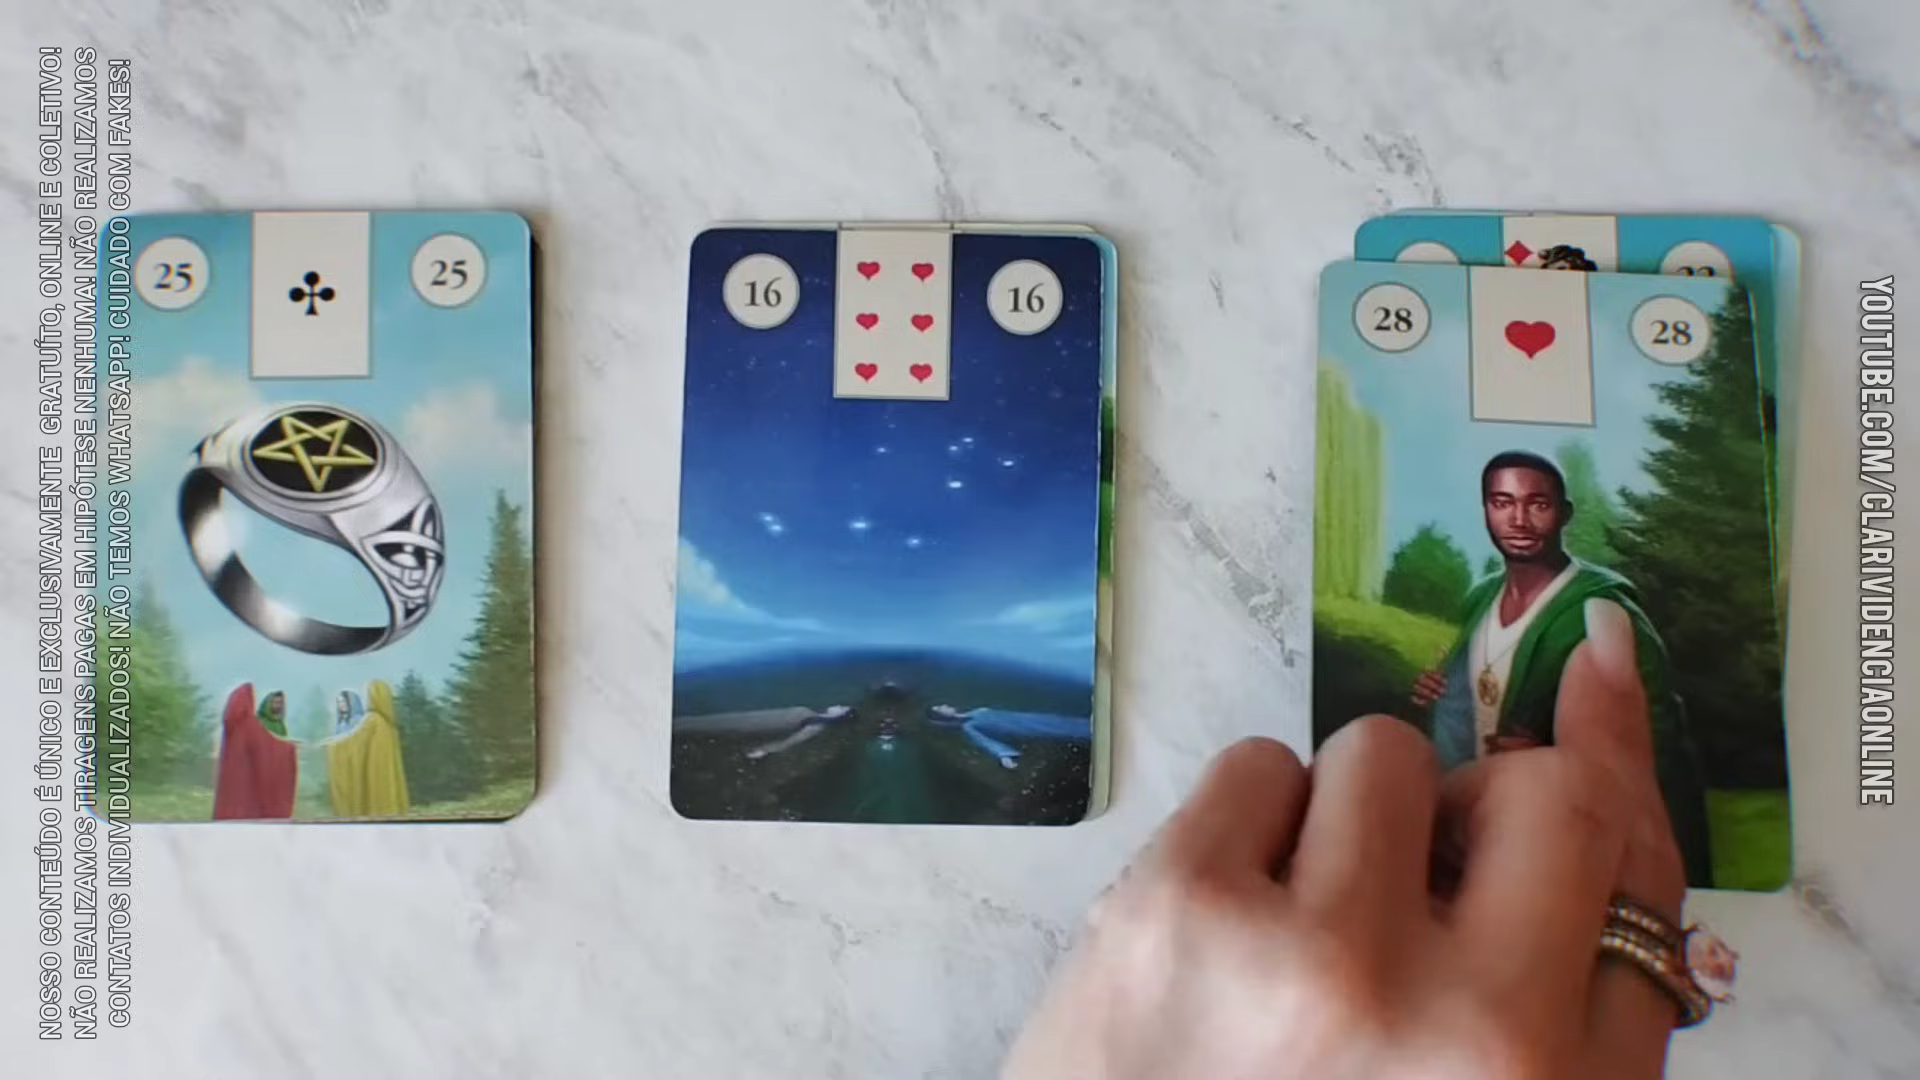 NOSSO CONTEÚDO É ÚNICO E EXCLUSIVAMENTE GRATUÍTO, ONLINE E COLETIVO!
NÃO REALIZAMOS TIRAGENS PAGAS EM HIPÓTESE NENHUMA! NÃO REALIZAMOS
CONTATOS INDIVIDUALIZADOS! NÃO TEMOS WHATSAPP! CUIDADO COM FAKES!
25
25
16
16
28
28
YOUTUBE.COM/CLARIVIDENCIAONLINE